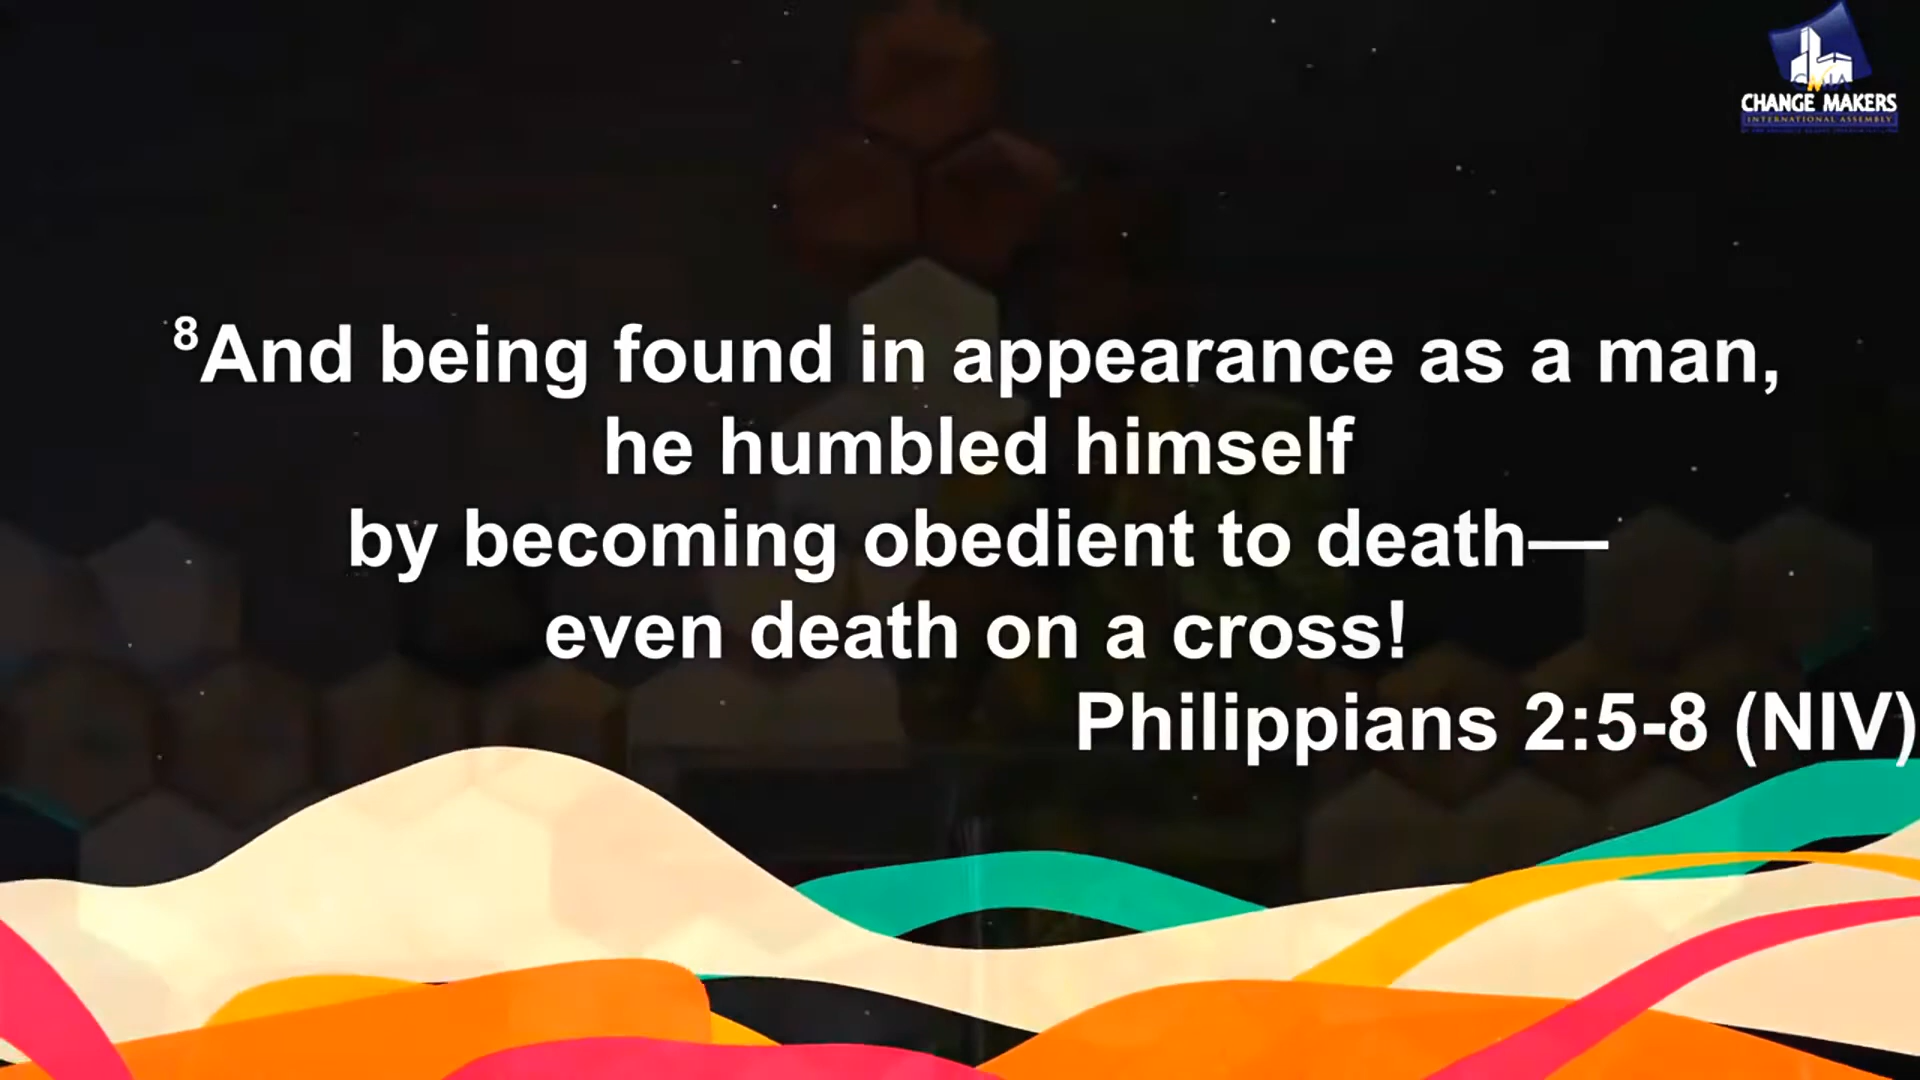 CHANGE MAKERS
INTERNATIONAL ASSEMBLY
⁸And being found in appearance as a man,
he humbled himself
by becoming obedient to death—
even death on a cross!
Philippians 2:5-8 (NIV)